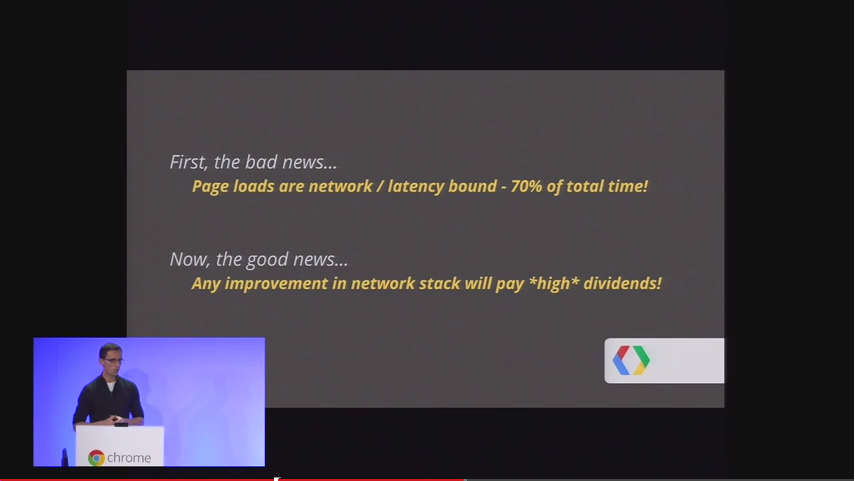 First, the bad news...
Page loads are network / latency bound - 70% of total time!
Now, the good news...
Any improvement in network stack will pay *high* dividends!
chrome